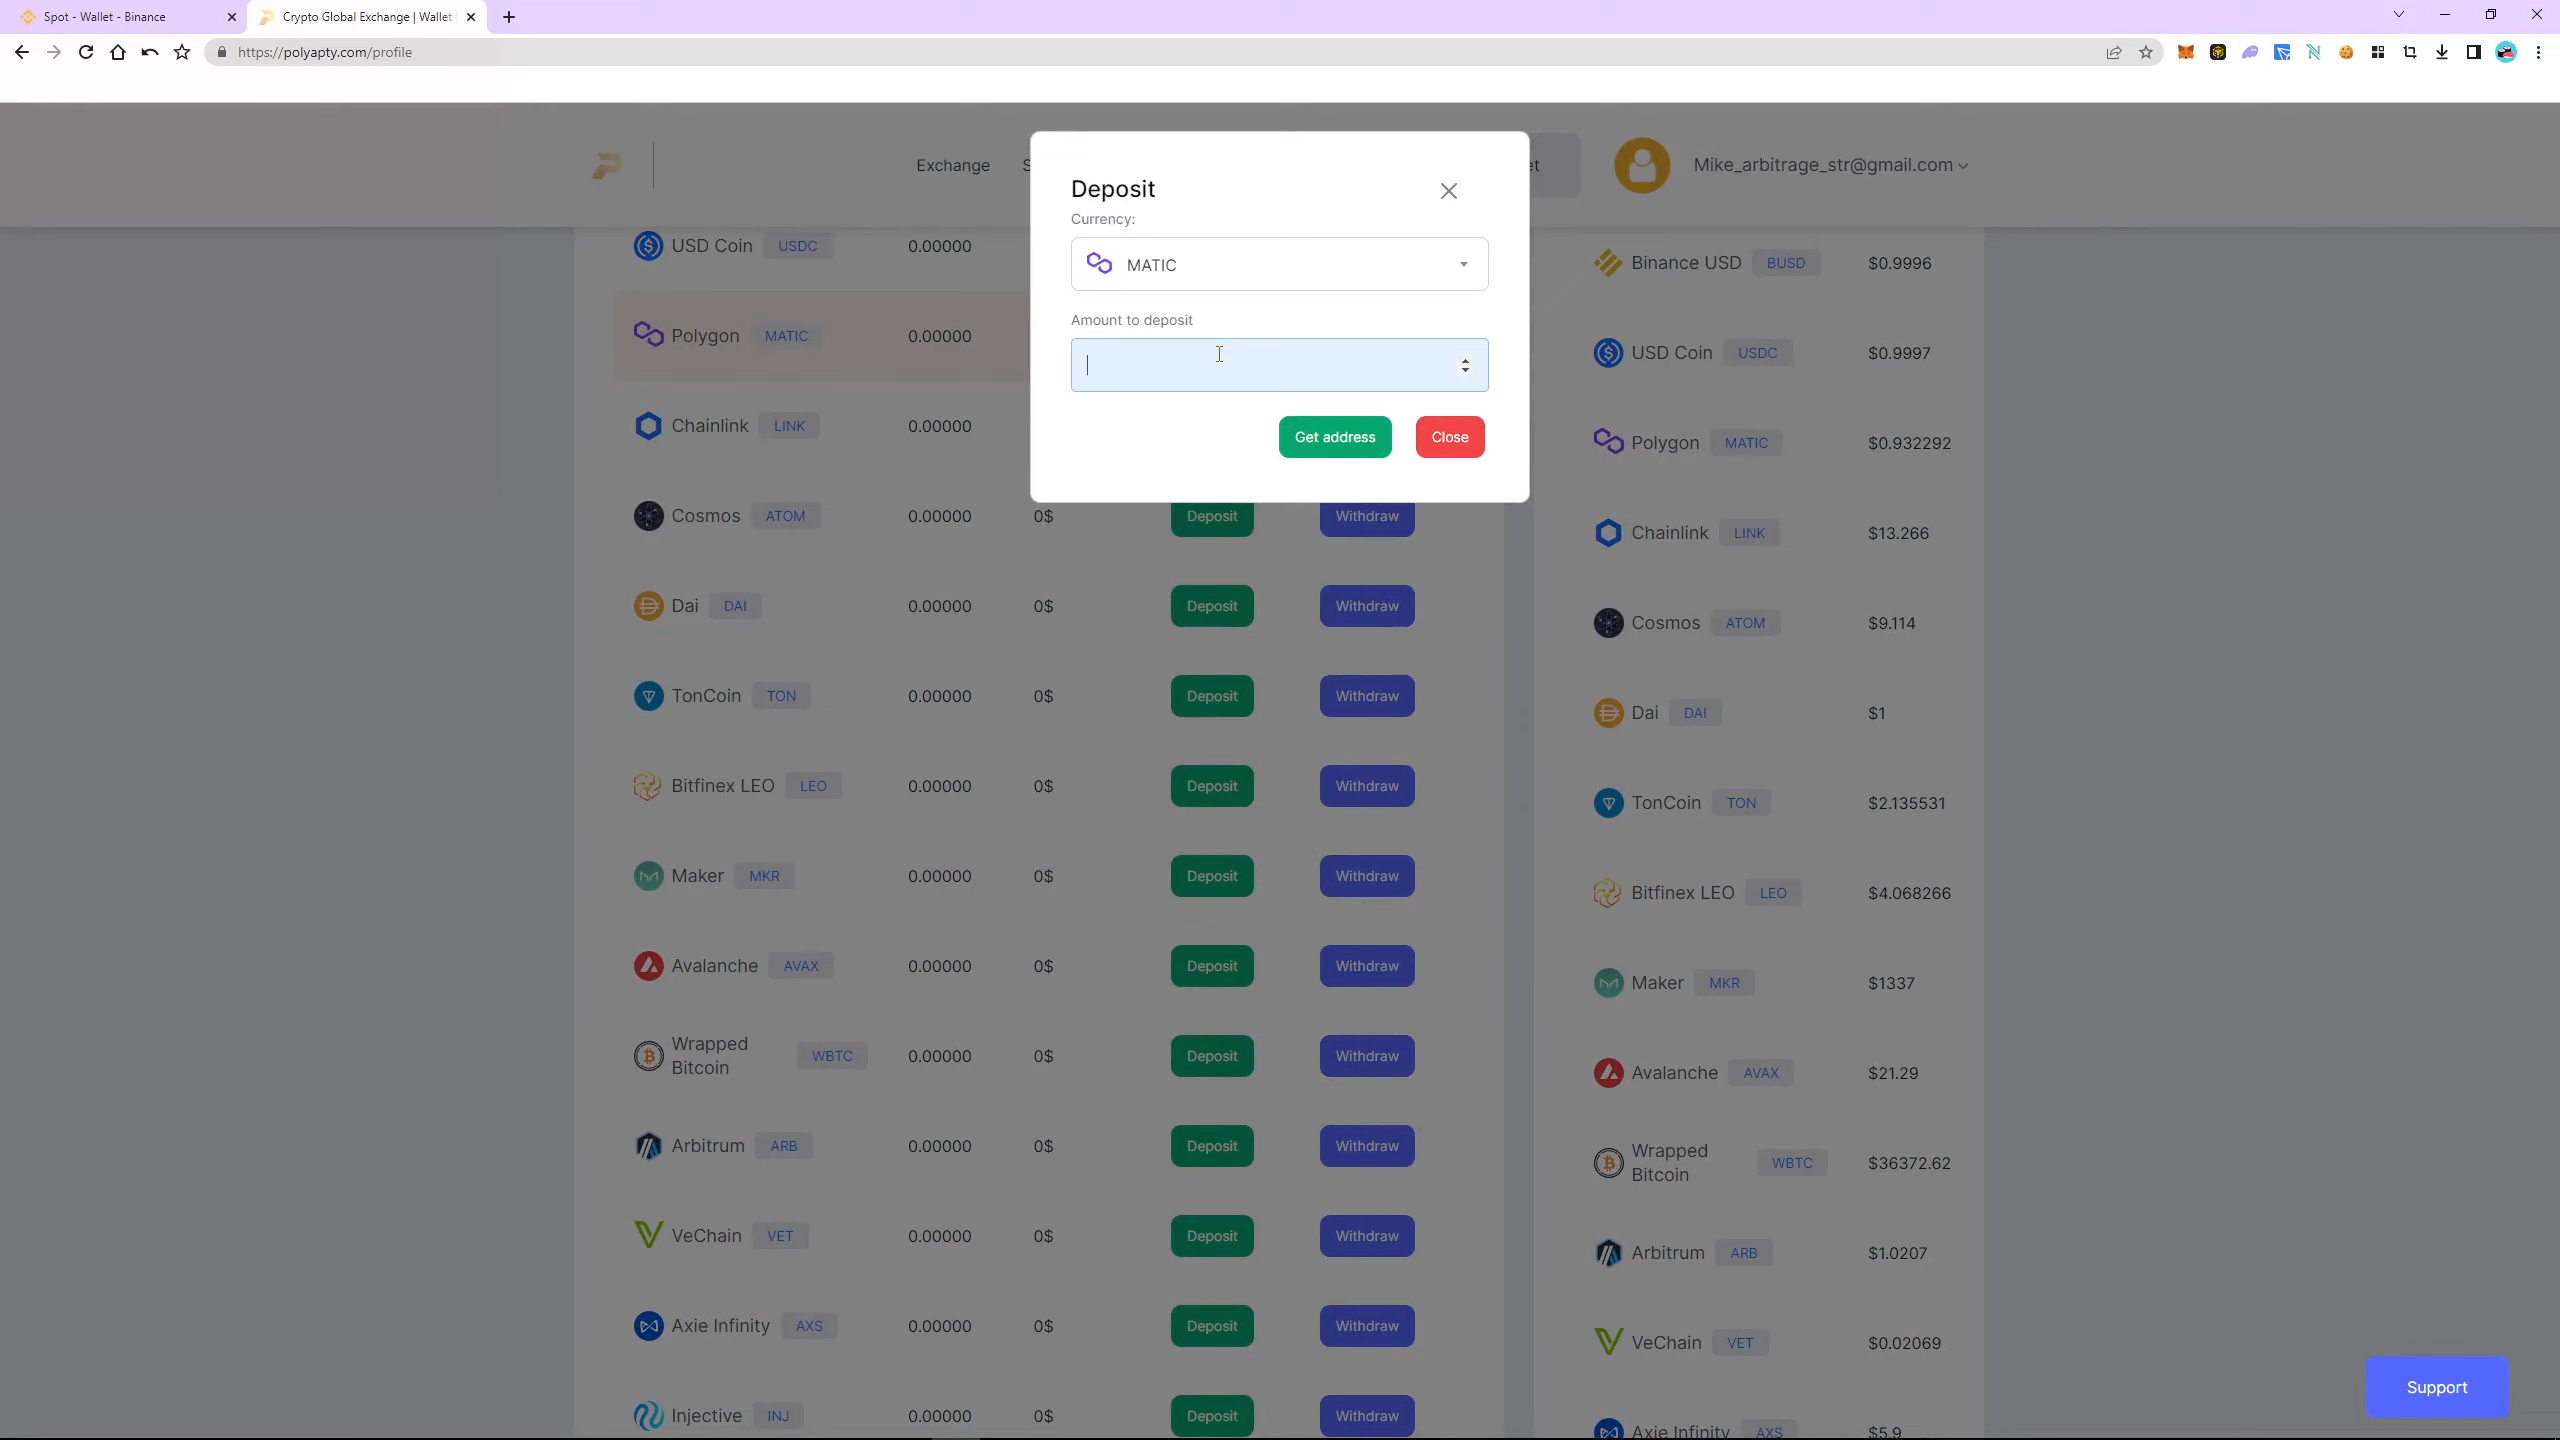 Spot - Wallet - Binance
Crypto Global Exchange | Wallet
https://polyapty.com/profile
Exchange
Mike_arbitrage_str@gmail.com
Deposit
Currency:
MATIC
Amount to deposit
Get address Close
USD Coin USDC 0.00000
Polygon MATIC 0.00000
Chainlink LINK 0.00000
Cosmos ATOM 0.00000 0$ Deposit Withdraw
Dai DAI 0.00000 0$ Deposit Withdraw
TonCoin TON 0.00000 0$ Deposit Withdraw
Bitfinex LEO LEO 0.00000 0$ Deposit Withdraw
Maker MKR 0.00000 0$ Deposit Withdraw
Avalanche AVAX 0.00000 0$ Deposit Withdraw
Wrapped
Bitcoin WBTC 0.00000 0$ Deposit Withdraw
Arbitrum ARB 0.00000 0$ Deposit Withdraw
VeChain VET 0.00000 0$ Deposit Withdraw
Axie Infinity AXS 0.00000 0$ Deposit Withdraw
Injective INJ 0.00000 0$ Deposit Withdraw
Binance USD BUSD $0.9996
USD Coin USDC $0.9997
Polygon MATIC $0.932292
Chainlink LINK $13.266
Cosmos ATOM $9.114
Dai DAI $1
TonCoin TON $2.135531
Bitfinex LEO LEO $4.068266
Maker MKR $1337
Avalanche AVAX $21.29
Wrapped
Bitcoin WBTC $36372.62
Arbitrum ARB $1.0207
VeChain VET $0.02069
Axie Infinity AXS $5.9
Support